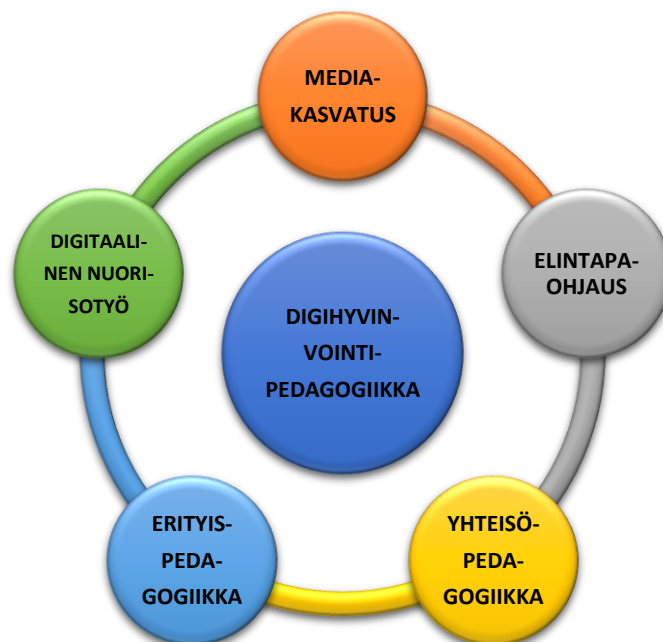 MEDIA-
KASVATUS
ELINTAPA-
OHJAUS
YHTEISÖ-
PEDA-
GOGIIKKA
ERITYIS-
PEDA-
GOGIIKKA
DIGITAALI-
NEN NUORI-
SOTYÖ
DIGIHYVIN-
VOINTI-
PEDAGOGIIKKA